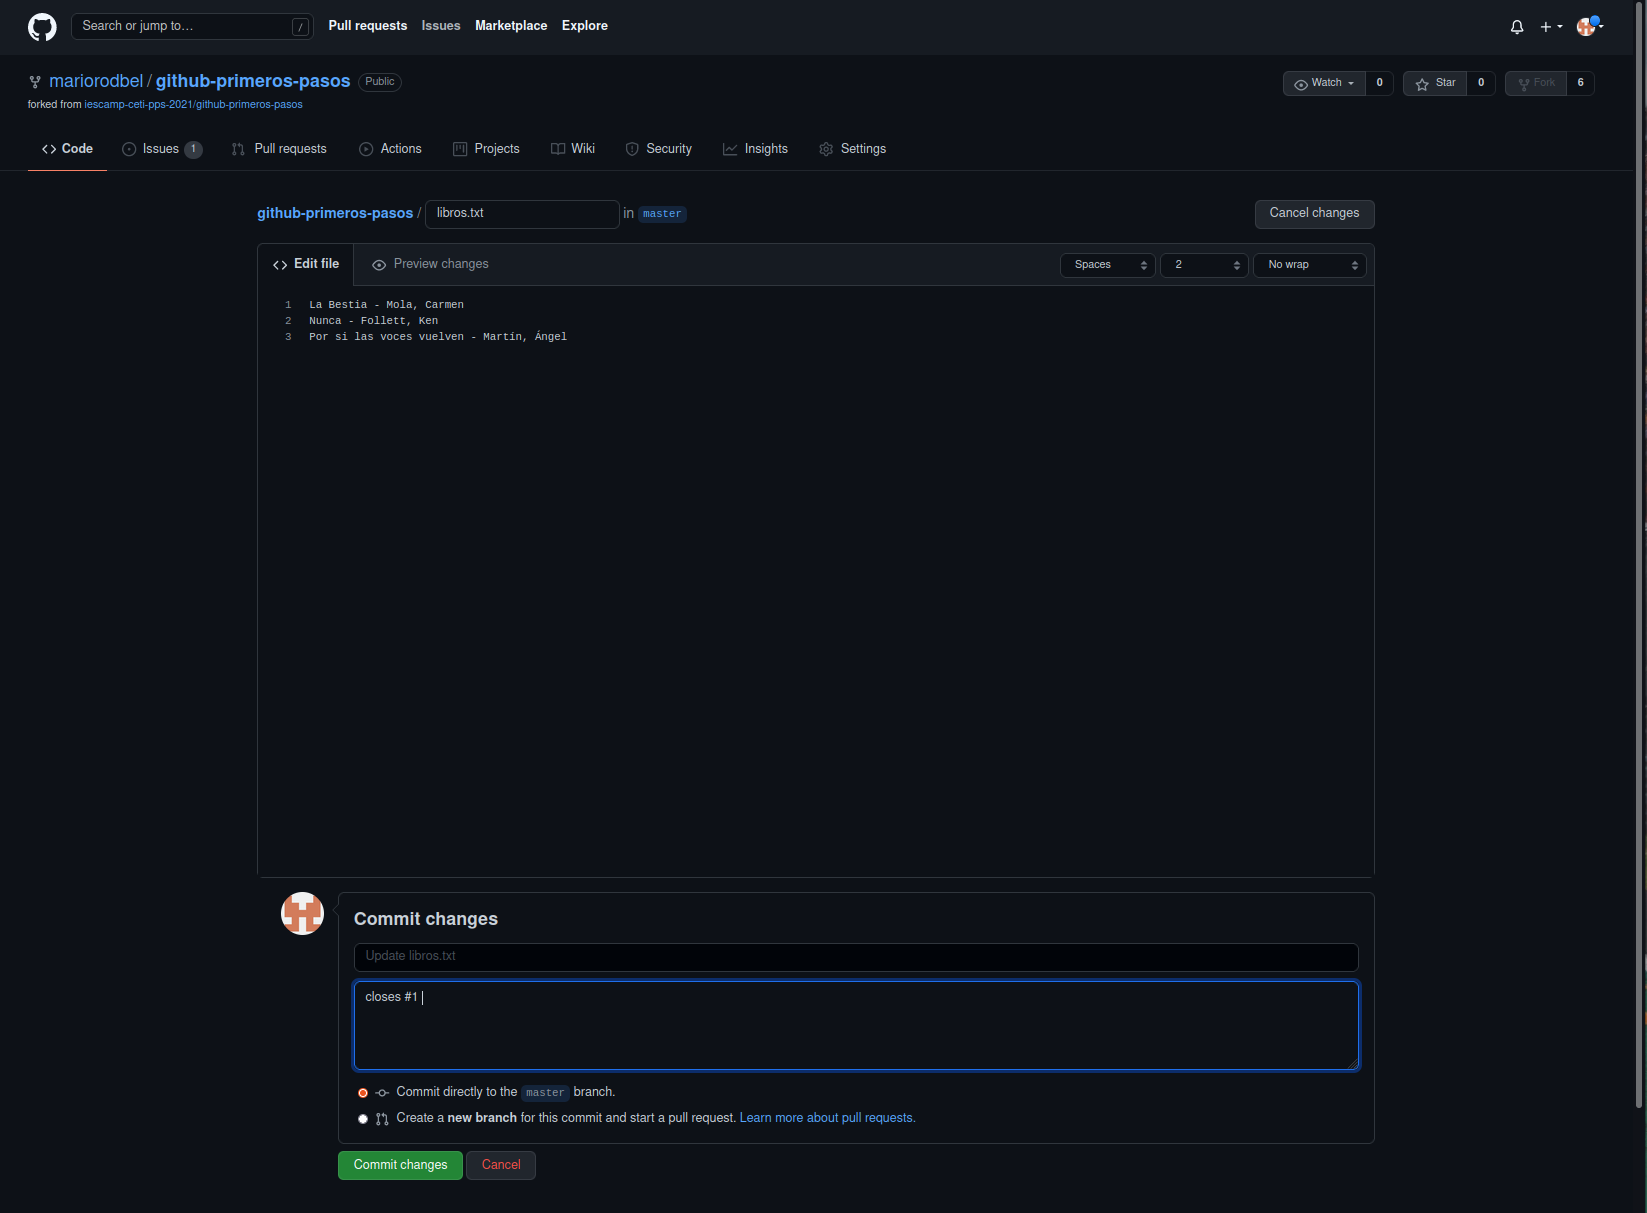 Search or jump to... / Pull requests Issues Marketplace Explore
mariorodbel / github-primeros-pasos Public Watch 0 Star 0 Fork 6
forked from iescamp-ceti-pps-2021/github-primeros-pasos
Code Issues 1 Pull requests Actions Projects Wiki Security Insights Settings
github-primeros-pasos / libros.txt in master Cancel changes
Edit file Preview changes Spaces 2 No wrap
1 La Bestia - Mola, Carmen
2 Nunca - Follett, Ken
3 Por si las voces vuelven - Martín, Ángel
Commit changes
Update libros.txt
closes #1
Commit directly to the master branch.
Create a new branch for this commit and start a pull request. Learn more about pull requests.
Commit changes Cancel